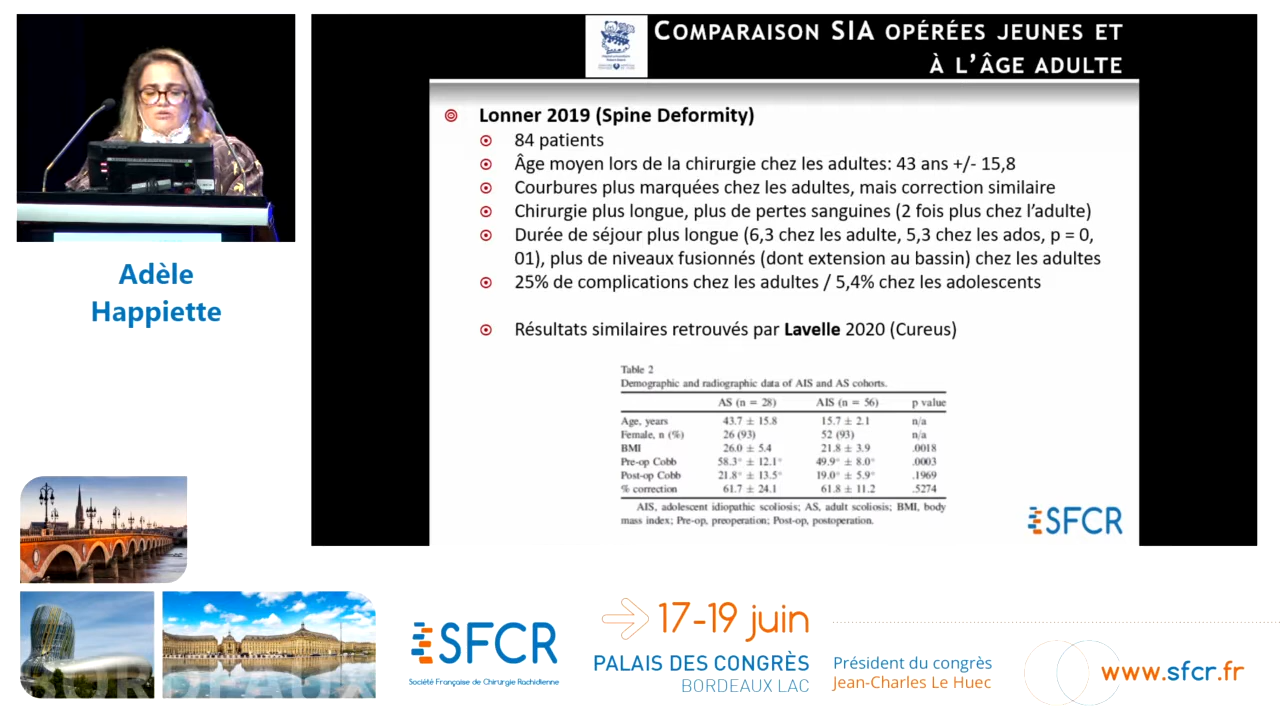 COMPARAISON SIA OPÉRÉES JEUNES ET
À L'ÂGE ADULTE
Lonner 2019 (Spine Deformity)
84 patients
Âge moyen lors de la chirurgie chez les adultes: 43 ans +/- 15,8
Courbures plus marquées chez les adultes, mais correction similaire
Chirurgie plus longue, plus de pertes sanguines (2 fois plus chez l'adulte)
Durée de séjour plus longue (6,3 chez les adulte, 5,3 chez les ados, p = 0,
01), plus de niveaux fusionnés (dont extension au bassin) chez les adultes
25% de complications chez les adultes / 5,4% chez les adolescents
Résultats similaires retrouvés par Lavelle 2020 (Cureus)
Table 2
Demographic and radiographic data of AIS and AS cohorts.
AS (n = 28) AIS (n = 56) p value
Age, years 43.7 ± 15.8 15.7 ± 2.1 n/a
Female, n (%) 26 (93) 52 (93) n/a
BMI 26.0 ± 5.4 21.8 ± 3.9 .0018
Pre-op Cobb 58.3° ± 12.1° 49.9° ± 8.0° .0003
Post-op Cobb 21.8° ± 13.5° 19.0° ± 5.9° .1969
% correction 61.7 ± 24.1 61.8 ± 11.2 .5274
AIS, adolescent idiopathic scoliosis; AS, adult scoliosis; BMI, body
mass index; Pre-op, preoperation; Post-op, postoperation.
SFCR
Adèle
Happiette
BORDEAUX
SFCR
Société Française de Chirurgie Rachidienne
17-19 juin
PALAIS DES CONGRÈS
BORDEAUX LAC
Président du congrès
Jean-Charles Le Huec
www.sfcr.fr